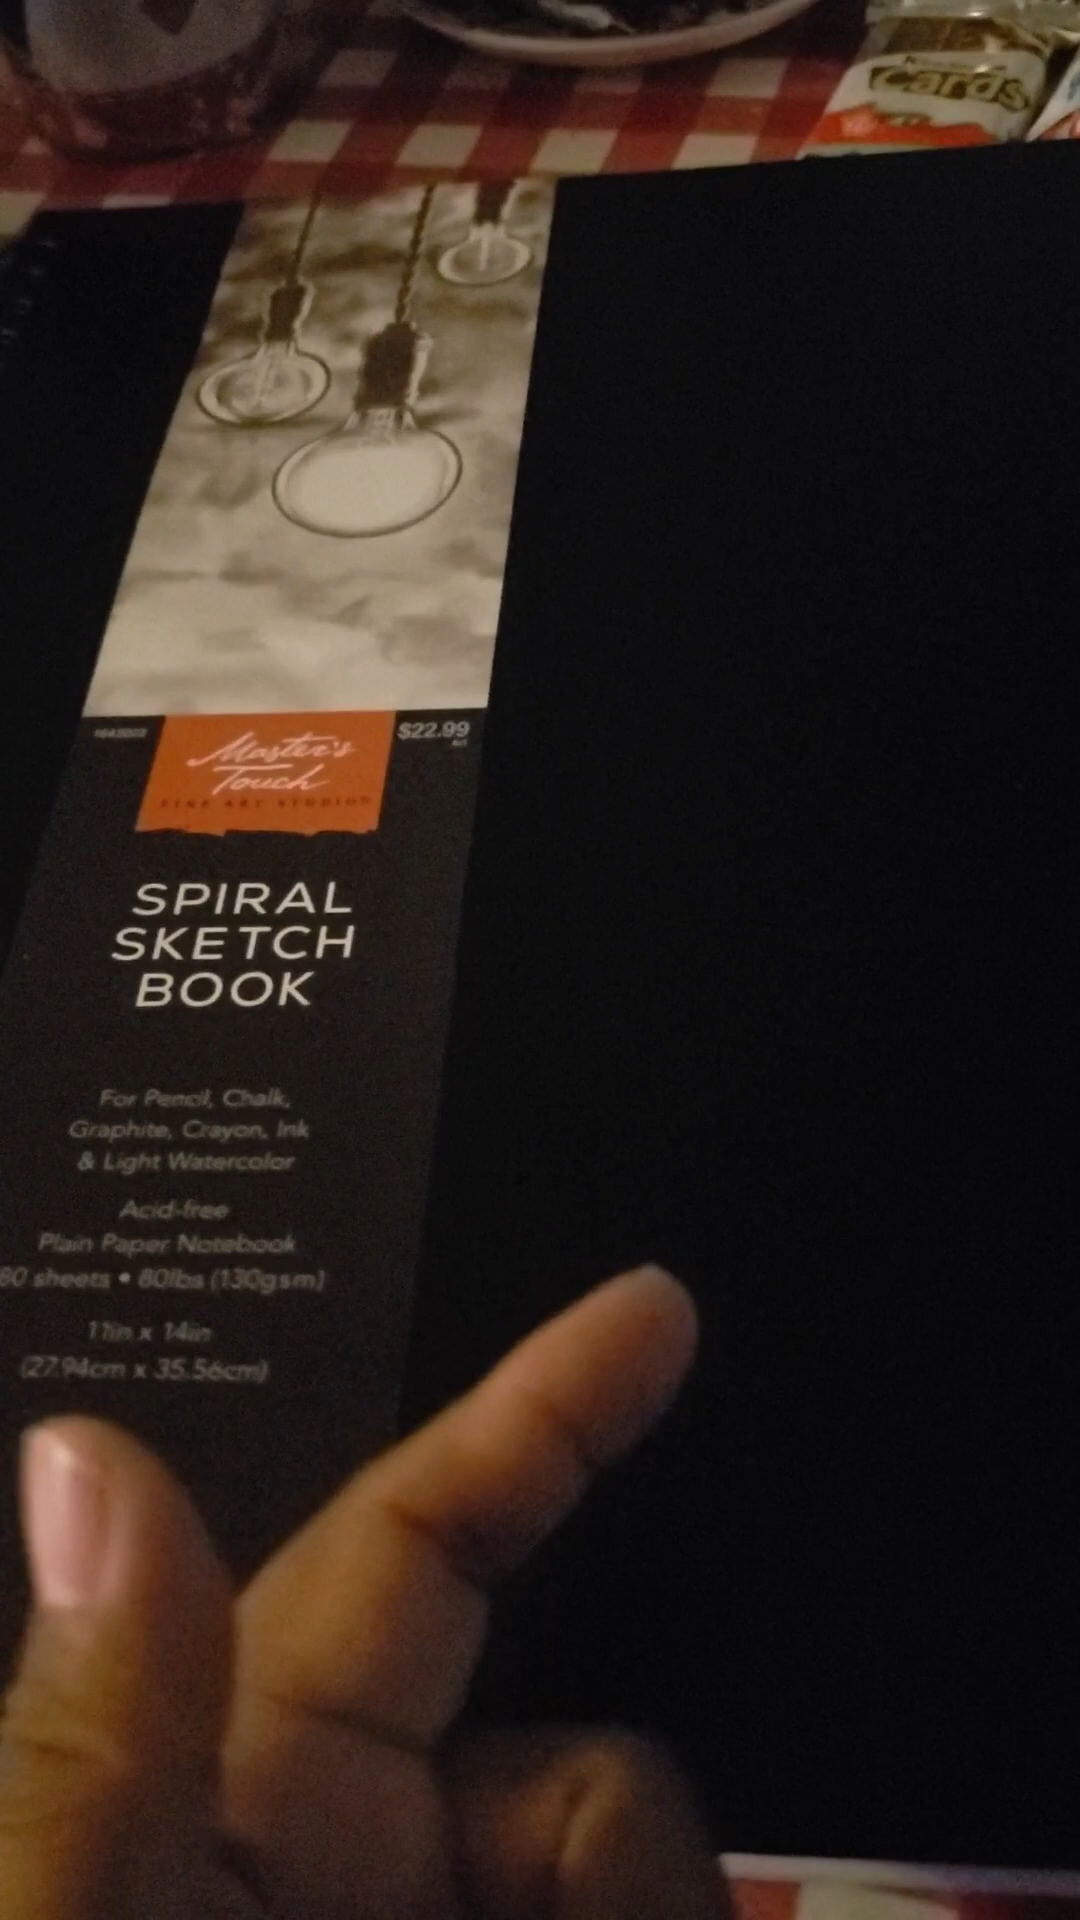 Cards
$22.99
Master's
Touch
FINE ART STUDIO
SPIRAL
SKETCH
BOOK
For Pencil, Chalk,
Graphite, Crayon, Ink
& Light Watercolor
Acid-free
Plain Paper Notebook
80 sheets • 80lbs (130gsm)
11in x 14in
(27.94cm x 35.56cm)